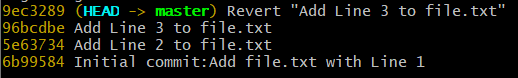 9ec3289 (HEAD -> master) Revert "Add Line 3 to file.txt"
96bcdbe Add Line 3 to file.txt
5e63734 Add Line 2 to file.txt
6b99584 Initial commit:Add file.txt with Line 1